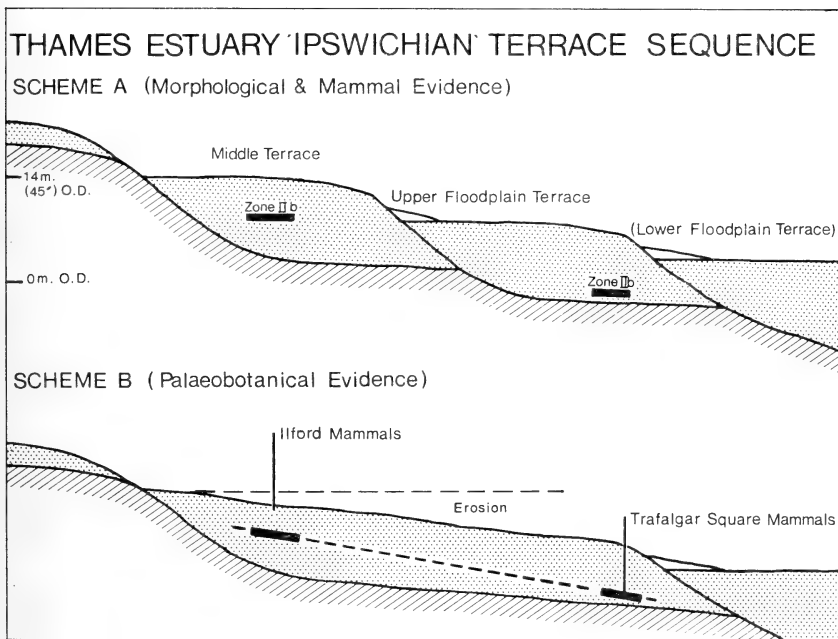 THAMES ESTUARY 'IPSWICHIAN' TERRACE SEQUENCE
SCHEME A (Morphological & Mammal Evidence)
Middle Terrace
14m.
(45") O.D.
Upper Floodplain Terrace
Zone IIb
(Lower Floodplain Terrace)
0m. O.D.
Zone IIb
SCHEME B (Palaeobotanical Evidence)
Ilford Mammals
Erosion
Trafalgar Square Mammals